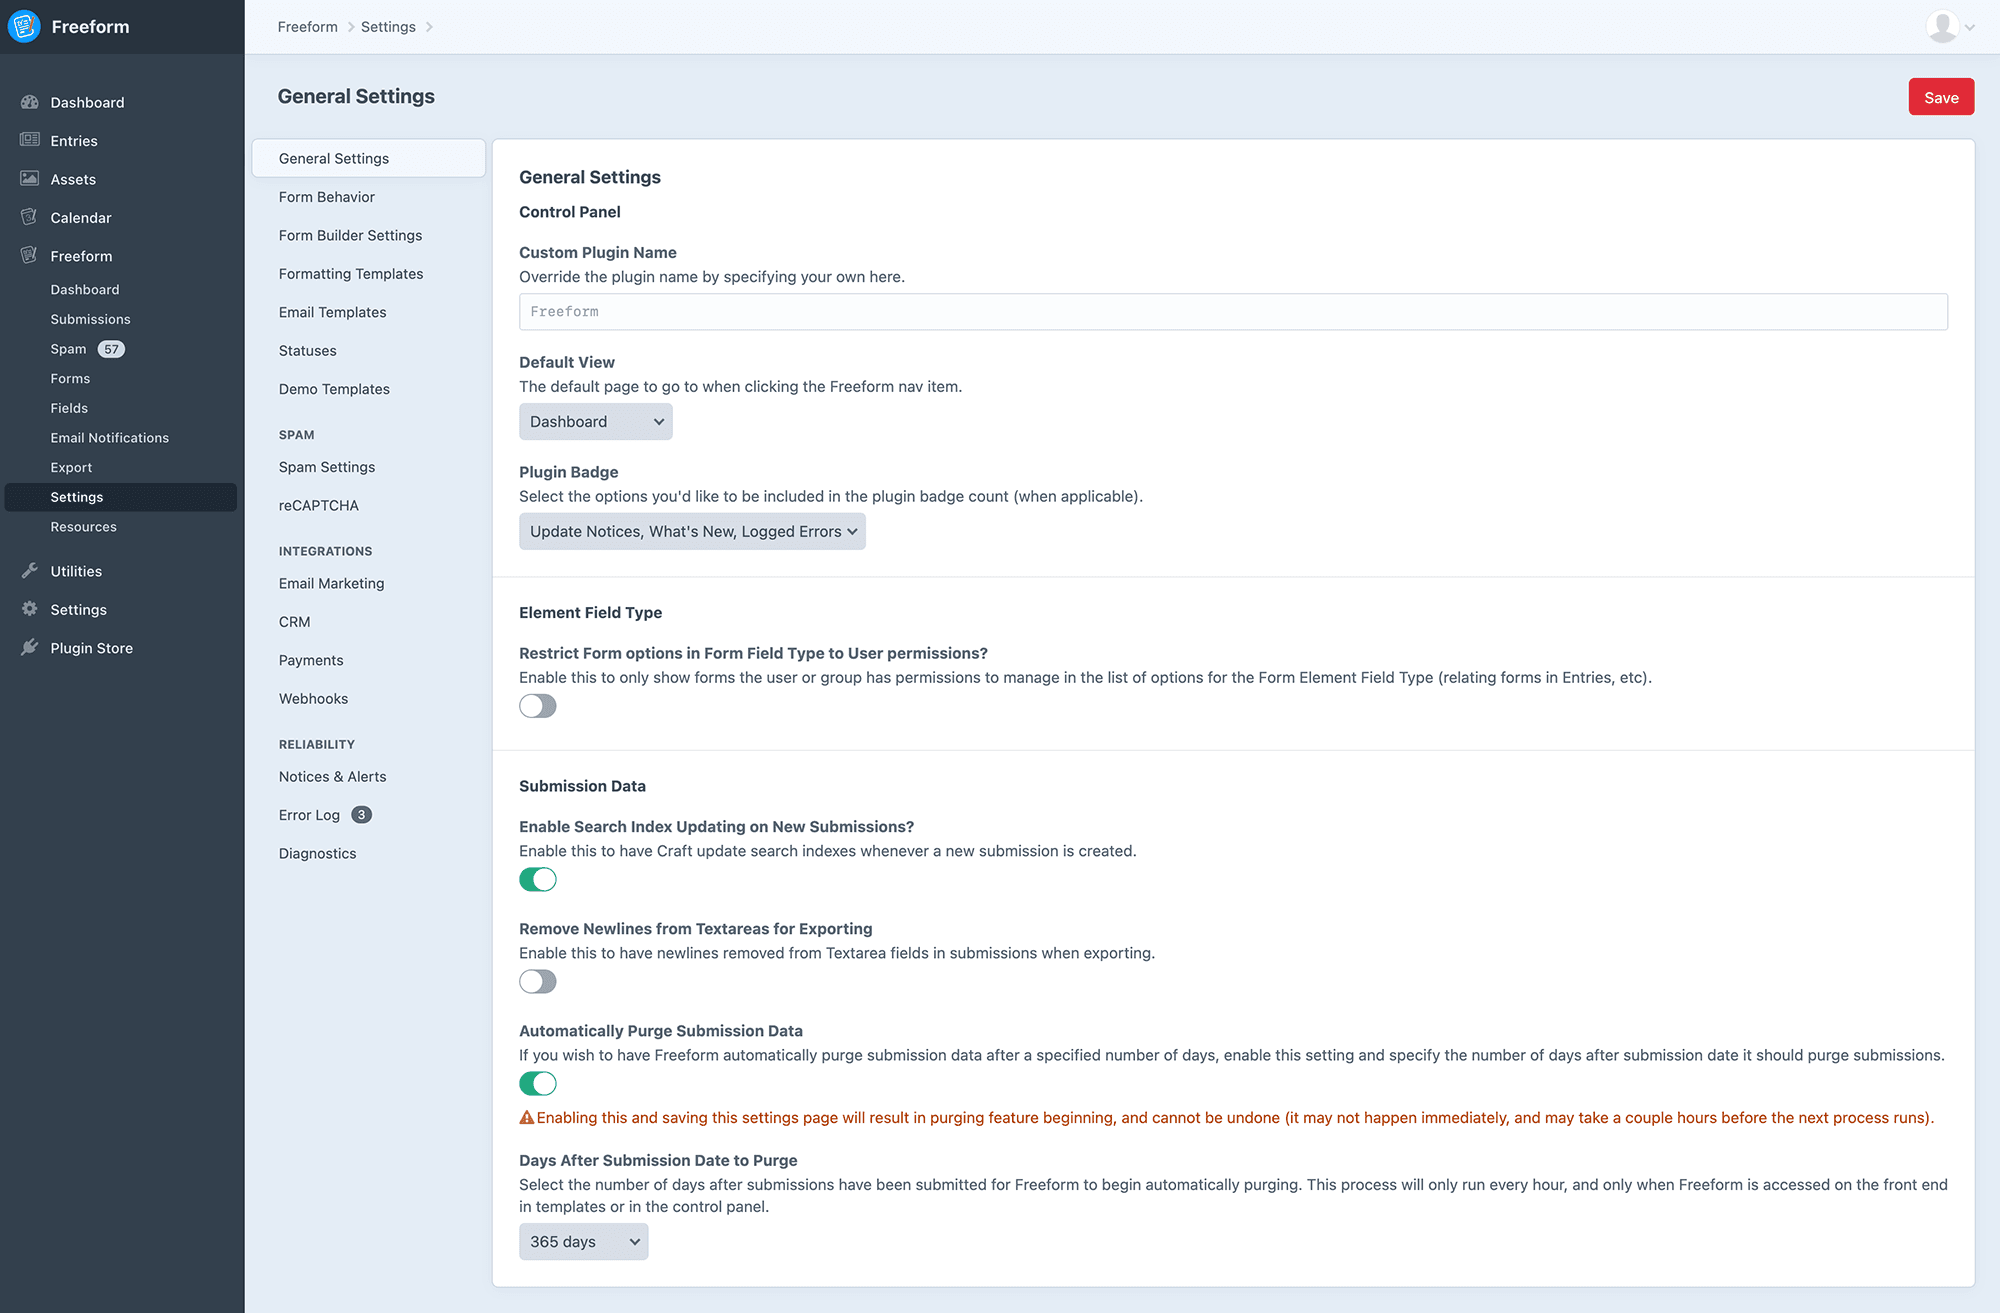 Freeform
Freeform
Settings
General Settings
Save
Dashboard
Entries
Assets
Calendar
Freeform
Dashboard
Submissions
Spam 57
Forms
Fields
Email Notifications
Export
Settings
Resources
Utilities
Settings
Plugin Store
General Settings
Form Behavior
Form Builder Settings
Formatting Templates
Email Templates
Statuses
Demo Templates
SPAM
Spam Settings
reCAPTCHA
INTEGRATIONS
Email Marketing
CRM
Payments
Webhooks
RELIABILITY
Notices & Alerts
Error Log 3
Diagnostics
General Settings
Control Panel
Custom Plugin Name
Override the plugin name by specifying your own here.
Freeform
Default View
The default page to go to when clicking the Freeform nav item.
Dashboard
Plugin Badge
Select the options you'd like to be included in the plugin badge count (when applicable).
Update Notices, What's New, Logged Errors
Element Field Type
Restrict Form options in Form Field Type to User permissions?
Enable this to only show forms the user or group has permissions to manage in the list of options for the Form Element Field Type (relating forms in Entries, etc).
Submission Data
Enable Search Index Updating on New Submissions?
Enable this to have Craft update search indexes whenever a new submission is created.
Remove Newlines from Textareas for Exporting
Enable this to have newlines removed from Textarea fields in submissions when exporting.
Automatically Purge Submission Data
If you wish to have Freeform automatically purge submission data after a specified number of days, enable this setting and specify the number of days after submission date it should purge submissions.
Enabling this and saving this settings page will result in purging feature beginning, and cannot be undone (it may not happen immediately, and may take a couple hours before the next process runs).
Days After Submission Date to Purge
Select the number of days after submissions have been submitted for Freeform to begin automatically purging. This process will only run every hour, and only when Freeform is accessed on the front end
in templates or in the control panel.
365 days